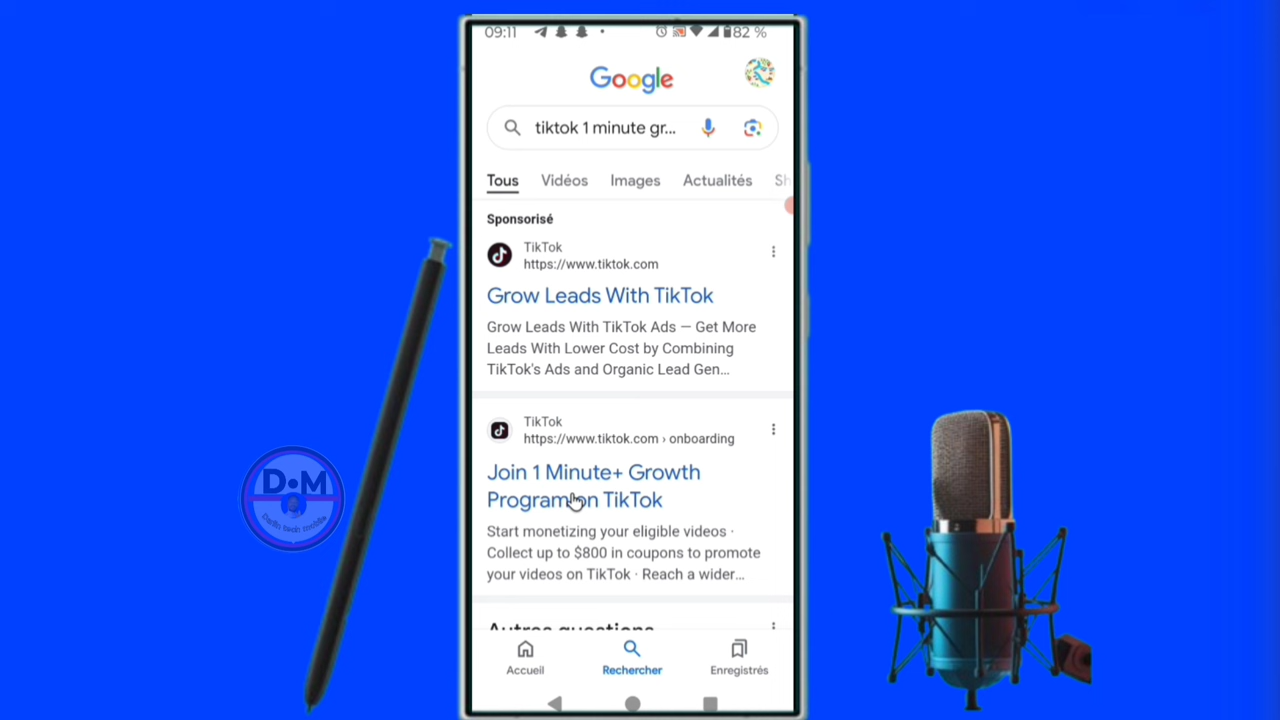 09:11
82 %
Google
tiktok 1 minute gr...
Tous Vidéos Images Actualités Sh
Sponsorisé
TikTok
https://www.tiktok.com
Grow Leads With TikTok
Grow Leads With TikTok Ads — Get More
Leads With Lower Cost by Combining
TikTok's Ads and Organic Lead Gen...
TikTok
https://www.tiktok.com › onboarding
Join 1 Minute+ Growth
Program on TikTok
Start monetizing your eligible videos ·
Collect up to $800 in coupons to promote
your videos on TikTok · Reach a wider...
Autres questions
Accueil Rechercher Enregistrés
D•M